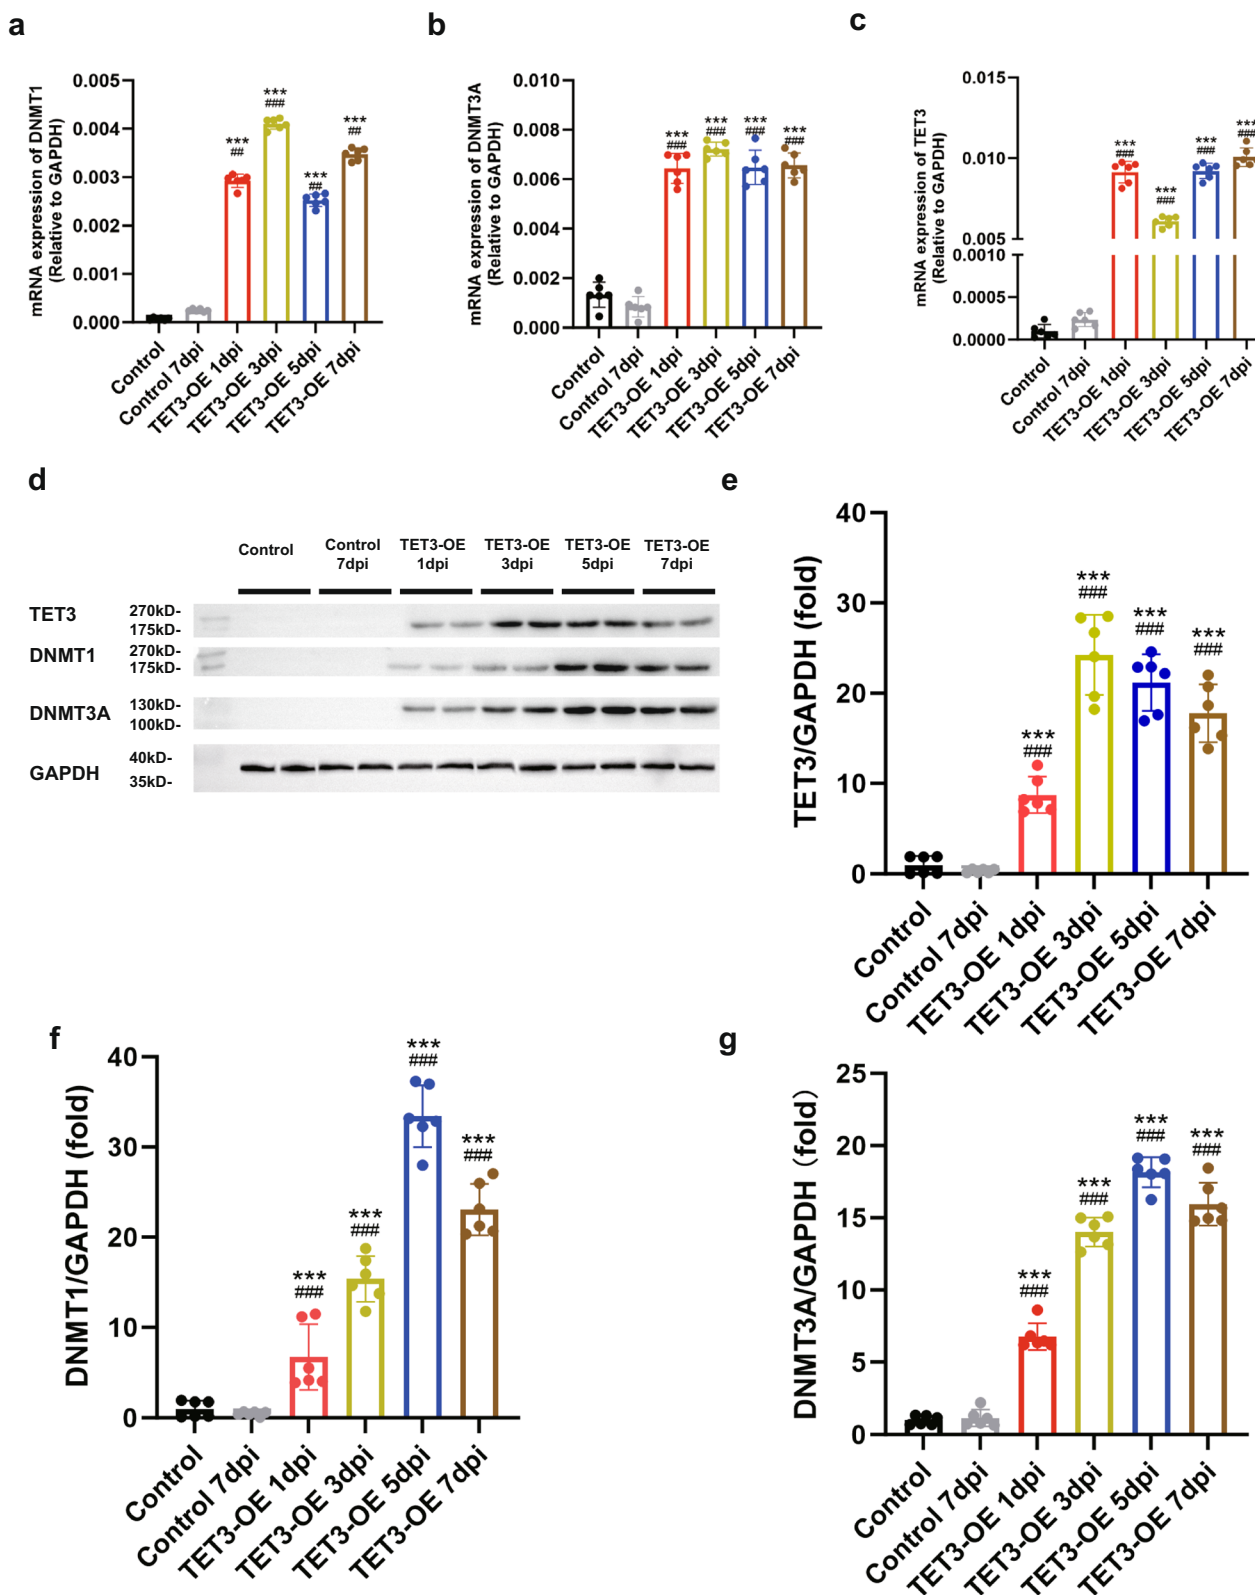 a
mRNA expression of DNMT1
(Relative to GAPDH)
0.005
0.004
0.003
0.002
0.001
0.000
***
##
***
###
***
##
***
##
Control
Control 7dpi
TET3-OE 1dpi
TET3-OE 3dpi
TET3-OE 5dpi
TET3-OE 7dpi
b
mRNA expression of DNMT3A
(Relative to GAPDH)
0.010
0.008
0.006
0.004
0.002
0.000
***
###
***
###
***
###
***
###
Control
Control 7dpi
TET3-OE 1dpi
TET3-OE 3dpi
TET3-OE 5dpi
TET3-OE 7dpi
c
mRNA expression of TET3
(Relative to GAPDH)
0.015
0.010
0.005
0.0010
0.0005
0.0000
***
###
***
###
***
###
***
###
Control
Control 7dpi
TET3-OE 1dpi
TET3-OE 3dpi
TET3-OE 5dpi
TET3-OE 7dpi
d
Control
Control
7dpi
TET3-OE
1dpi
TET3-OE
3dpi
TET3-OE
5dpi
TET3-OE
7dpi
TET3
270kD-
175kD-
DNMT1
270kD-
175kD-
DNMT3A
130kD-
100kD-
GAPDH
40kD-
35kD-
e
TET3/GAPDH (fold)
40
30
20
10
0
***
###
***
###
***
###
***
###
Control
Control 7dpi
TET3-OE 1dpi
TET3-OE 3dpi
TET3-OE 5dpi
TET3-OE 7dpi
f
DNMT1/GAPDH (fold)
40
30
20
10
0
***
###
***
###
***
###
***
###
Control
Control 7dpi
TET3-OE 1dpi
TET3-OE 3dpi
TET3-OE 5dpi
TET3-OE 7dpi
g
DNMT3A/GAPDH（fold）
25
20
15
10
5
0
***
###
***
###
***
###
***
###
Control
Control 7dpi
TET3-OE 1dpi
TET3-OE 3dpi
TET3-OE 5dpi
TET3-OE 7dpi